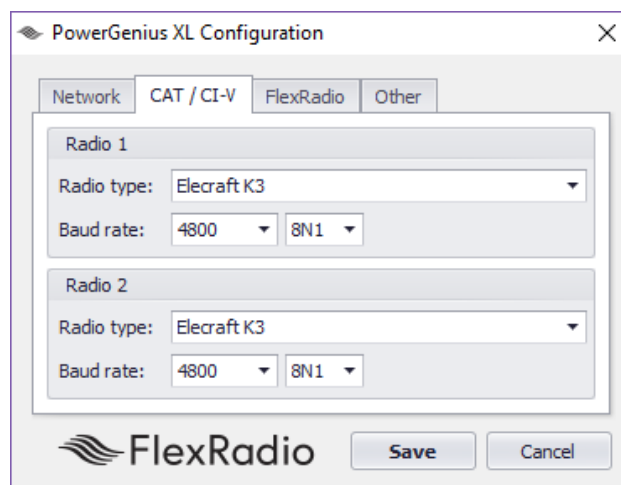 PowerGenius XL Configuration
Network CAT / CI-V FlexRadio Other
Radio 1
Radio type: Elecraft K3
Baud rate: 4800 8N1
Radio 2
Radio type: Elecraft K3
Baud rate: 4800 8N1
FlexRadio Save Cancel